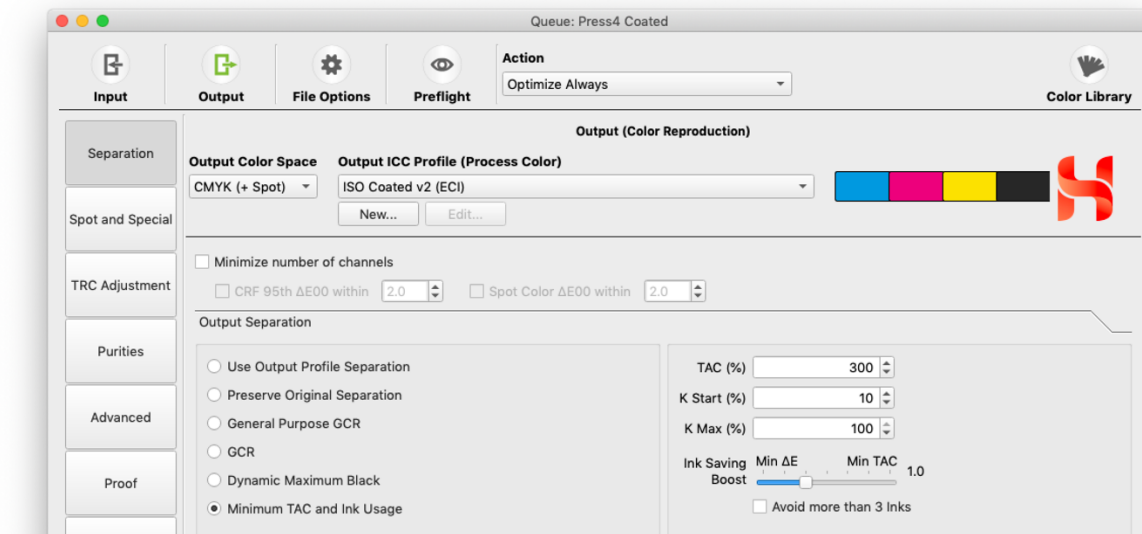 Queue: Press4 Coated
Action
Optimize Always
Input
Output
File Options
Preflight
Color Library
Output (Color Reproduction)
Separation
Spot and Special
TRC Adjustment
Purities
Advanced
Proof
Output Color Space
Output ICC Profile (Process Color)
CMYK (+ Spot)
ISO Coated v2 (ECI)
New...
Edit...
Minimize number of channels
CRF 95th ΔE00 within
2.0
Spot Color ΔE00 within
2.0
Output Separation
Use Output Profile Separation
Preserve Original Separation
General Purpose GCR
GCR
Dynamic Maximum Black
Minimum TAC and Ink Usage
TAC (%)
300
K Start (%)
10
K Max (%)
100
Ink Saving
Boost
Min ΔE
Min TAC
1.0
Avoid more than 3 Inks